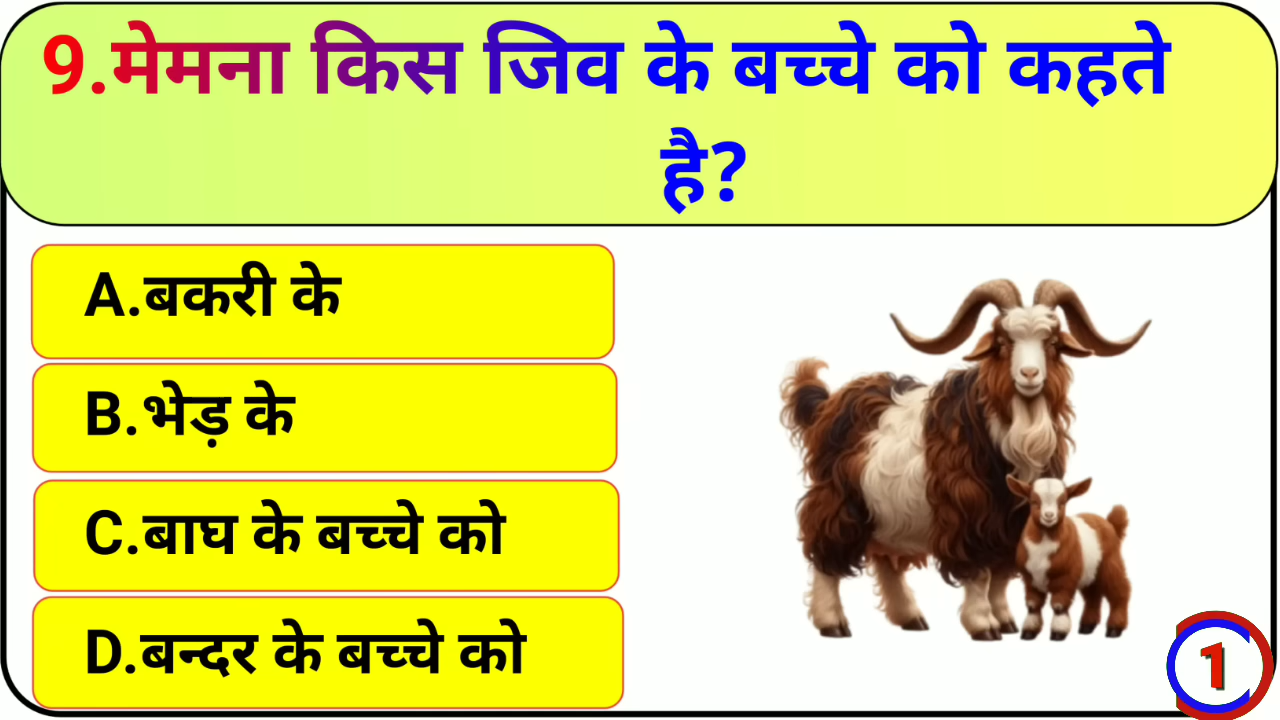 9.मेमना किस जिव के बच्चे को कहते
है?
A.बकरी के
B.भेड़ के
C.बाघ के बच्चे को
D.बन्दर के बच्चे को
1